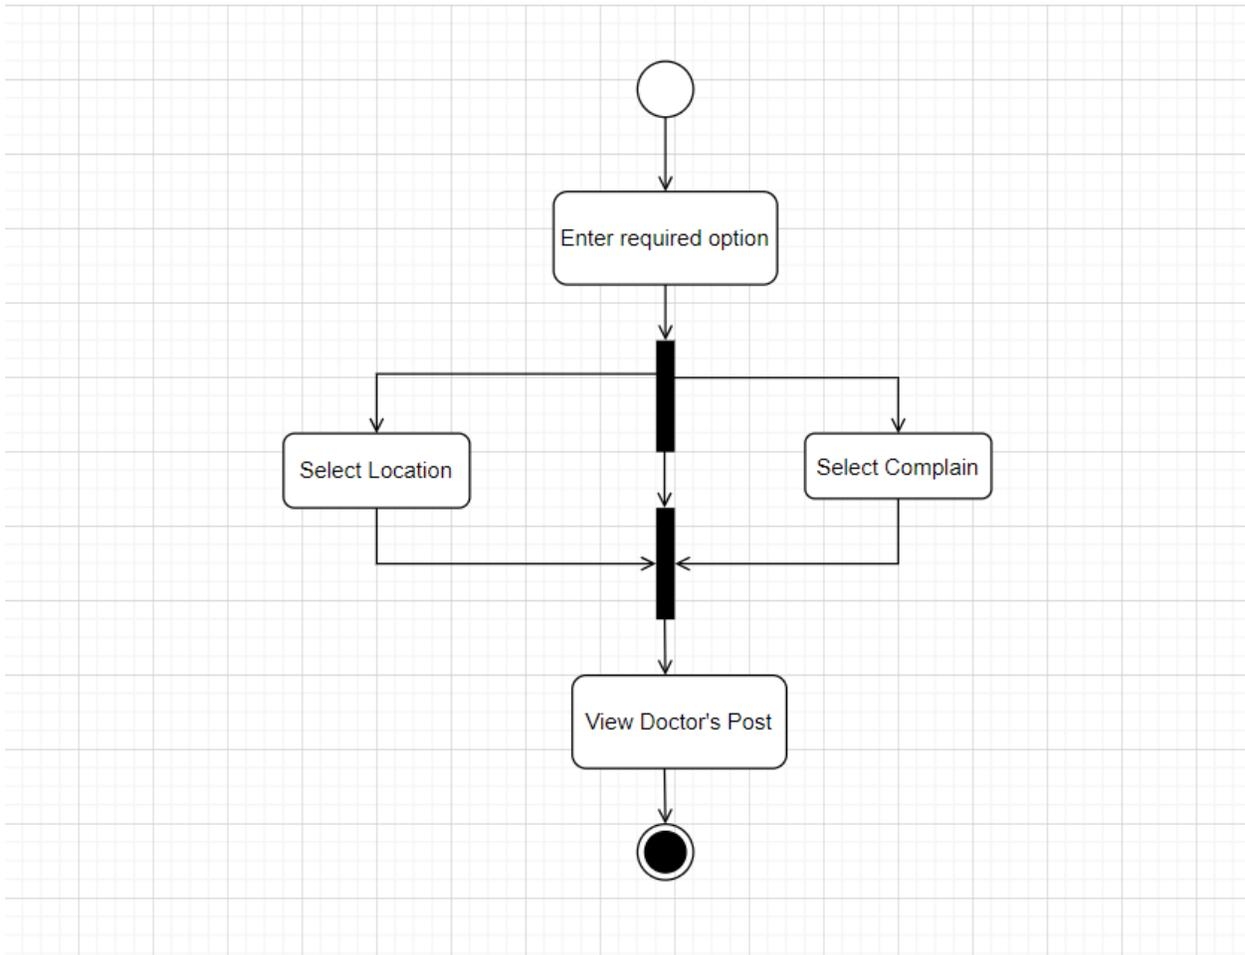 Enter required option
Select Location
Select Complain
View Doctor's Post